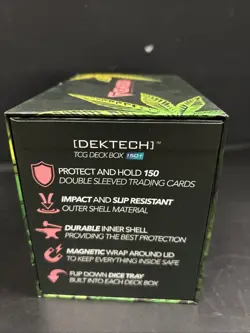 [DEKTECH]™
TCG DECK BOX 150+
PROTECT AND HOLD 150
DOUBLE SLEEVED TRADING CARDS
IMPACT AND SLIP RESISTANT
OUTER SHELL MATERIAL
DURABLE INNER SHELL
PROVIDING THE BEST PROTECTION
MAGNETIC WRAP AROUND LID
TO KEEP EVERYTHING INSIDE SAFE
FLIP DOWN DICE TRAY
BUILT INTO EACH DECK BOX